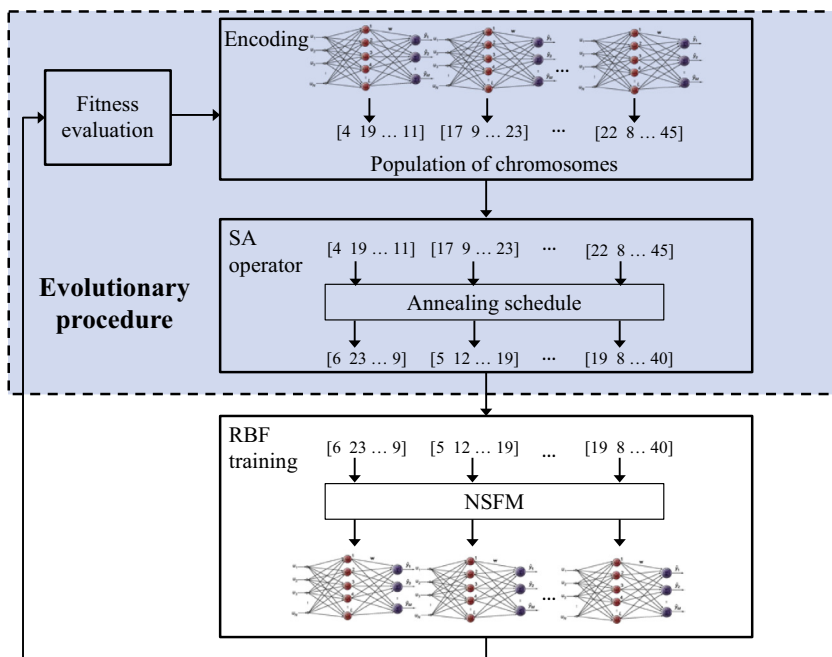 Encoding
w
w
w
...
Fitness
evaluation
[4 19 ... 11] [17 9 ... 23] ... [22 8 ... 45]
Population of chromosomes
SA
operator
[4 19 ... 11] [17 9 ... 23] ... [22 8 ... 45]
Annealing schedule
[6 23 ... 9] [5 12 ... 19] ... [19 8 ... 40]
Evolutionary
procedure
RBF
training
[6 23 ... 9] [5 12 ... 19] ... [19 8 ... 40]
NSFM
...